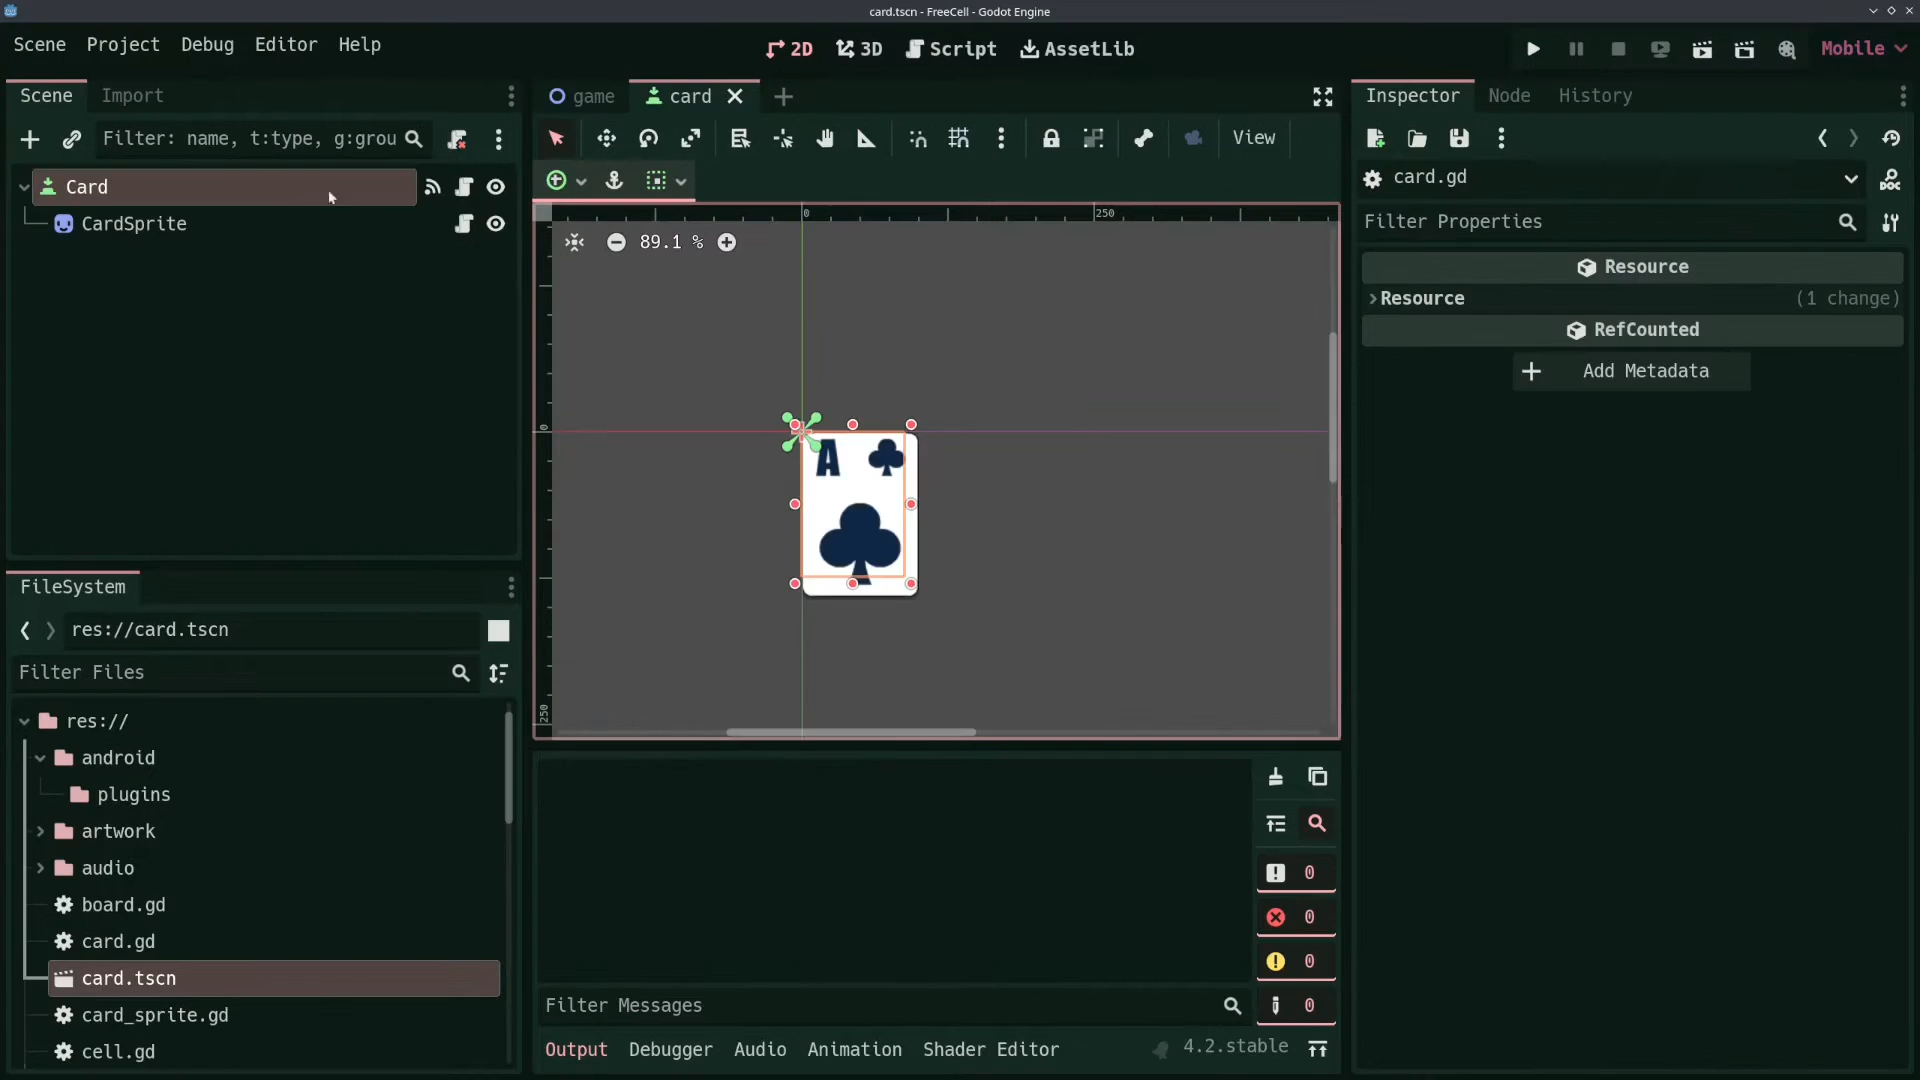 card.tscn - FreeCell - Godot Engine
Scene Project Debug Editor Help
2D 3D Script AssetLib
Mobile
Scene Import
Filter: name, t:type, g:grou
Card
CardSprite
FileSystem
res://card.tscn
Filter Files
res://
android
plugins
artwork
audio
board.gd
card.gd
card.tscn
card_sprite.gd
cell.gd
game card
View
0 250
89.1 %
0
A
250
Filter Messages
0
0
0
0
Output Debugger Audio Animation Shader Editor 4.2.stable
Inspector Node History
card.gd
Filter Properties
Resource
Resource (1 change)
RefCounted
Add Metadata